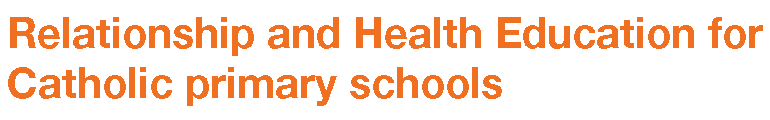 Relationship and Health Education for
Catholic primary schools